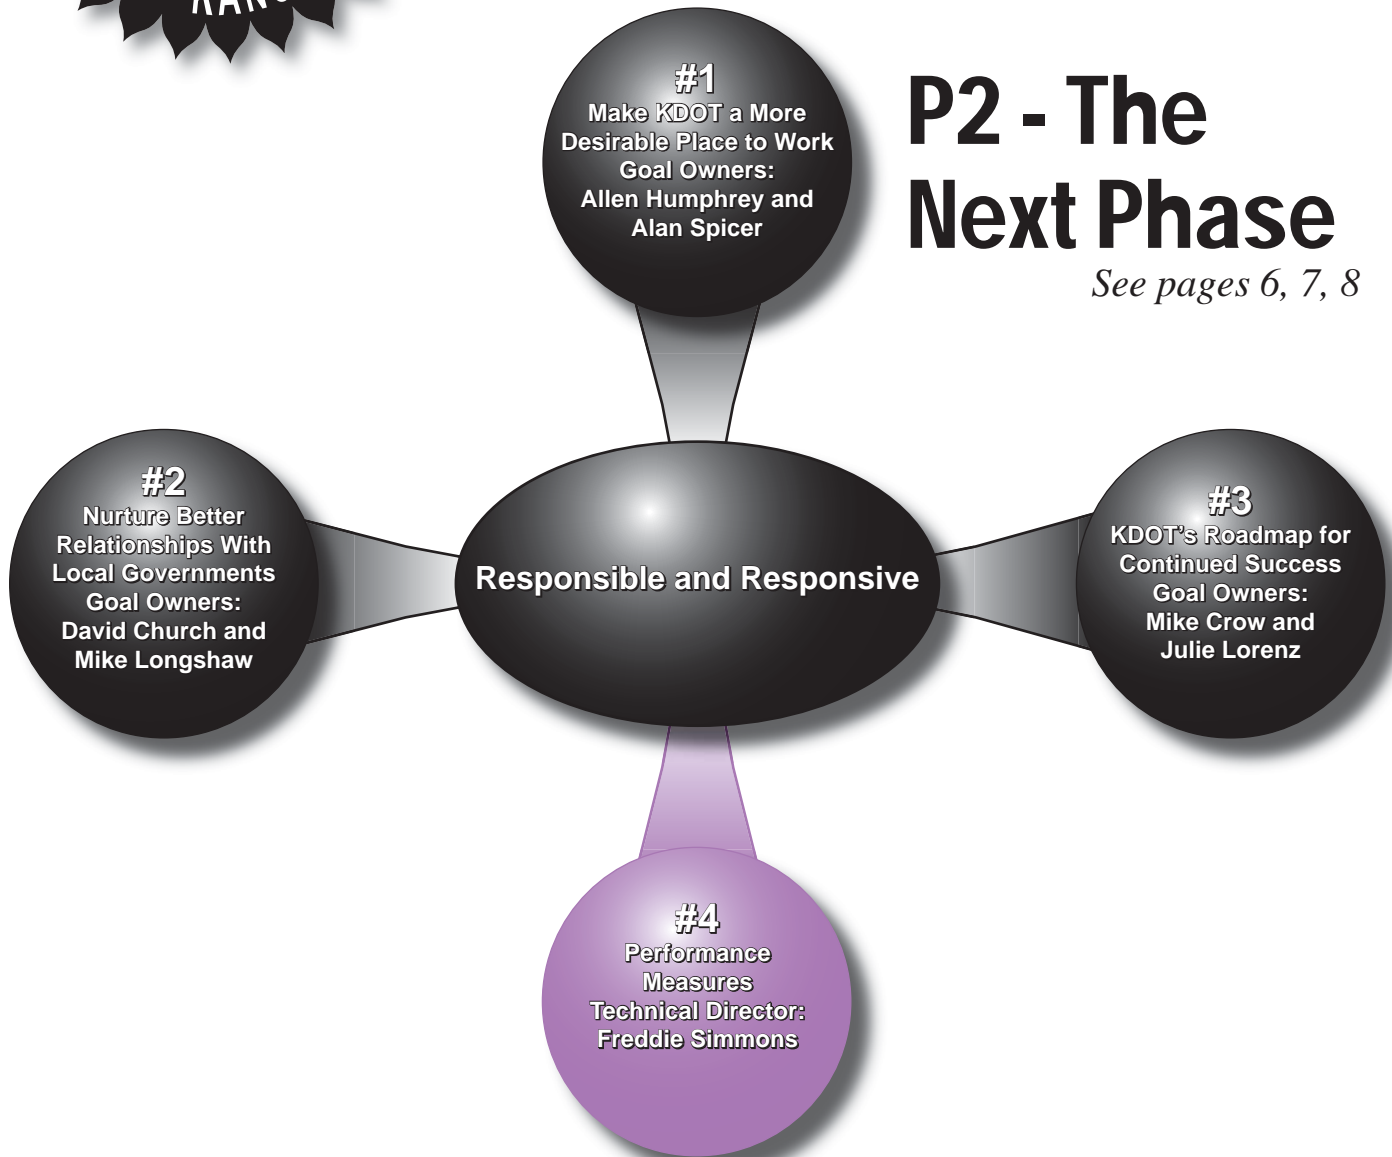 #1
Make KDOT a More
Desirable Place to Work
Goal Owners:
Allen Humphrey and
Alan Spicer
P2 - The
Next Phase
See pages 6, 7, 8
#2
Nurture Better
Relationships With
Local Governments
Goal Owners:
David Church and
Mike Longshaw
Responsible and Responsive
#3
KDOT's Roadmap for
Continued Success
Goal Owners:
Mike Crow and
Julie Lorenz
#4
Performance
Measures
Technical Director:
Freddie Simmons